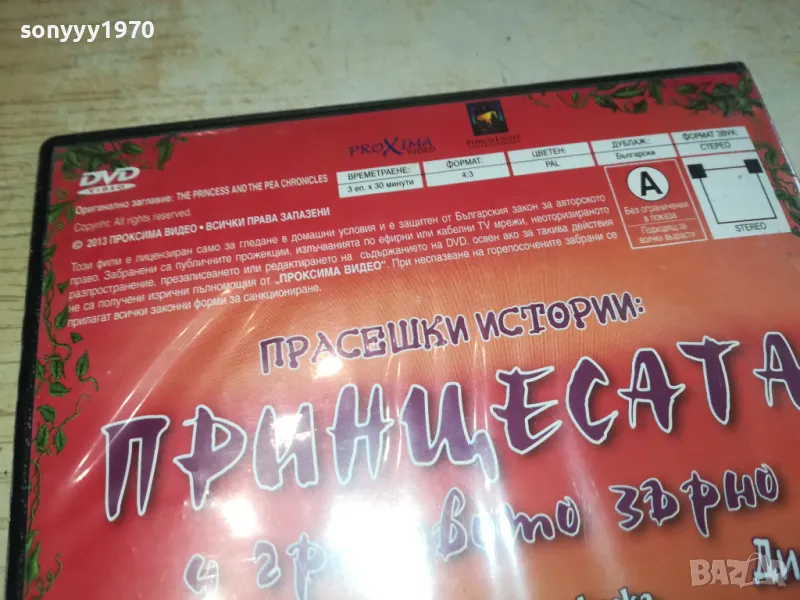 sonyyy1970
DVD
VIDEO
PROXIMA
VIDEO
ВРЕМЕТРАЕНЕ:
3 еп. x 30 минути
ФОРМАТ:
4:3
ЦВЕТЕН:
PAL
ДУБЛАЖ:
Български
ФОРМАТ ЗВУК:
СТЕРЕО
Оригинално заглавие: THE PRINCESS AND THE PEA CHRONICLES
Copyriht. All rights reserved.
© 2013 ПРОКСИМА ВИДЕО • ВСИЧКИ ПРАВА ЗАПАЗЕНИ
Този филм е лицензиран само за гледане в домашни условия и е защитен от Българския закон за авторското
право. Забранени са публичните прожекции, излъчванията по ефирни или кабелни TV мрежи, неоторизираното
разпространение, презаписването или редактирането на съдържанието на DVD, освен ако за такива действия
не са получени изрични пълномощия от „ПРОКСИМА ВИДЕО". При неспазване на горепосочените забрани се
прилагат всички законни форми за санкциониране.
A
Без ограничения
в показа
Подходящ за
всички възрасти
СТЕРЕО
ПРАСЕШКИ ИСТОРИИ:
ПРИНЦЕСАТА
и зърно
Ди
BAZAR.BG